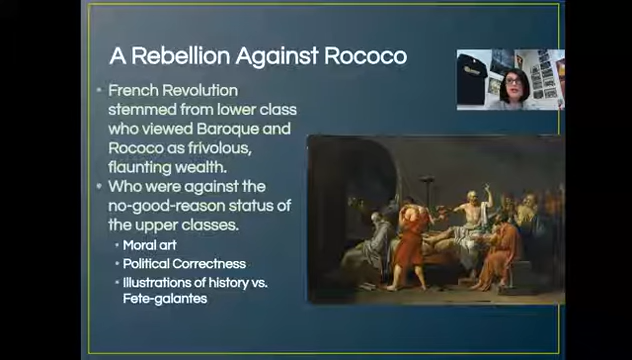 A Rebellion Against Rococo
French Revolution
stemmed from lower class
who viewed Baroque and
Rococo as frivolous,
flaunting wealth.
Who were against the
no-good-reason status of
the upper classes.
Moral art
Political Correctness
Illustrations of history vs.
Fete-galantes